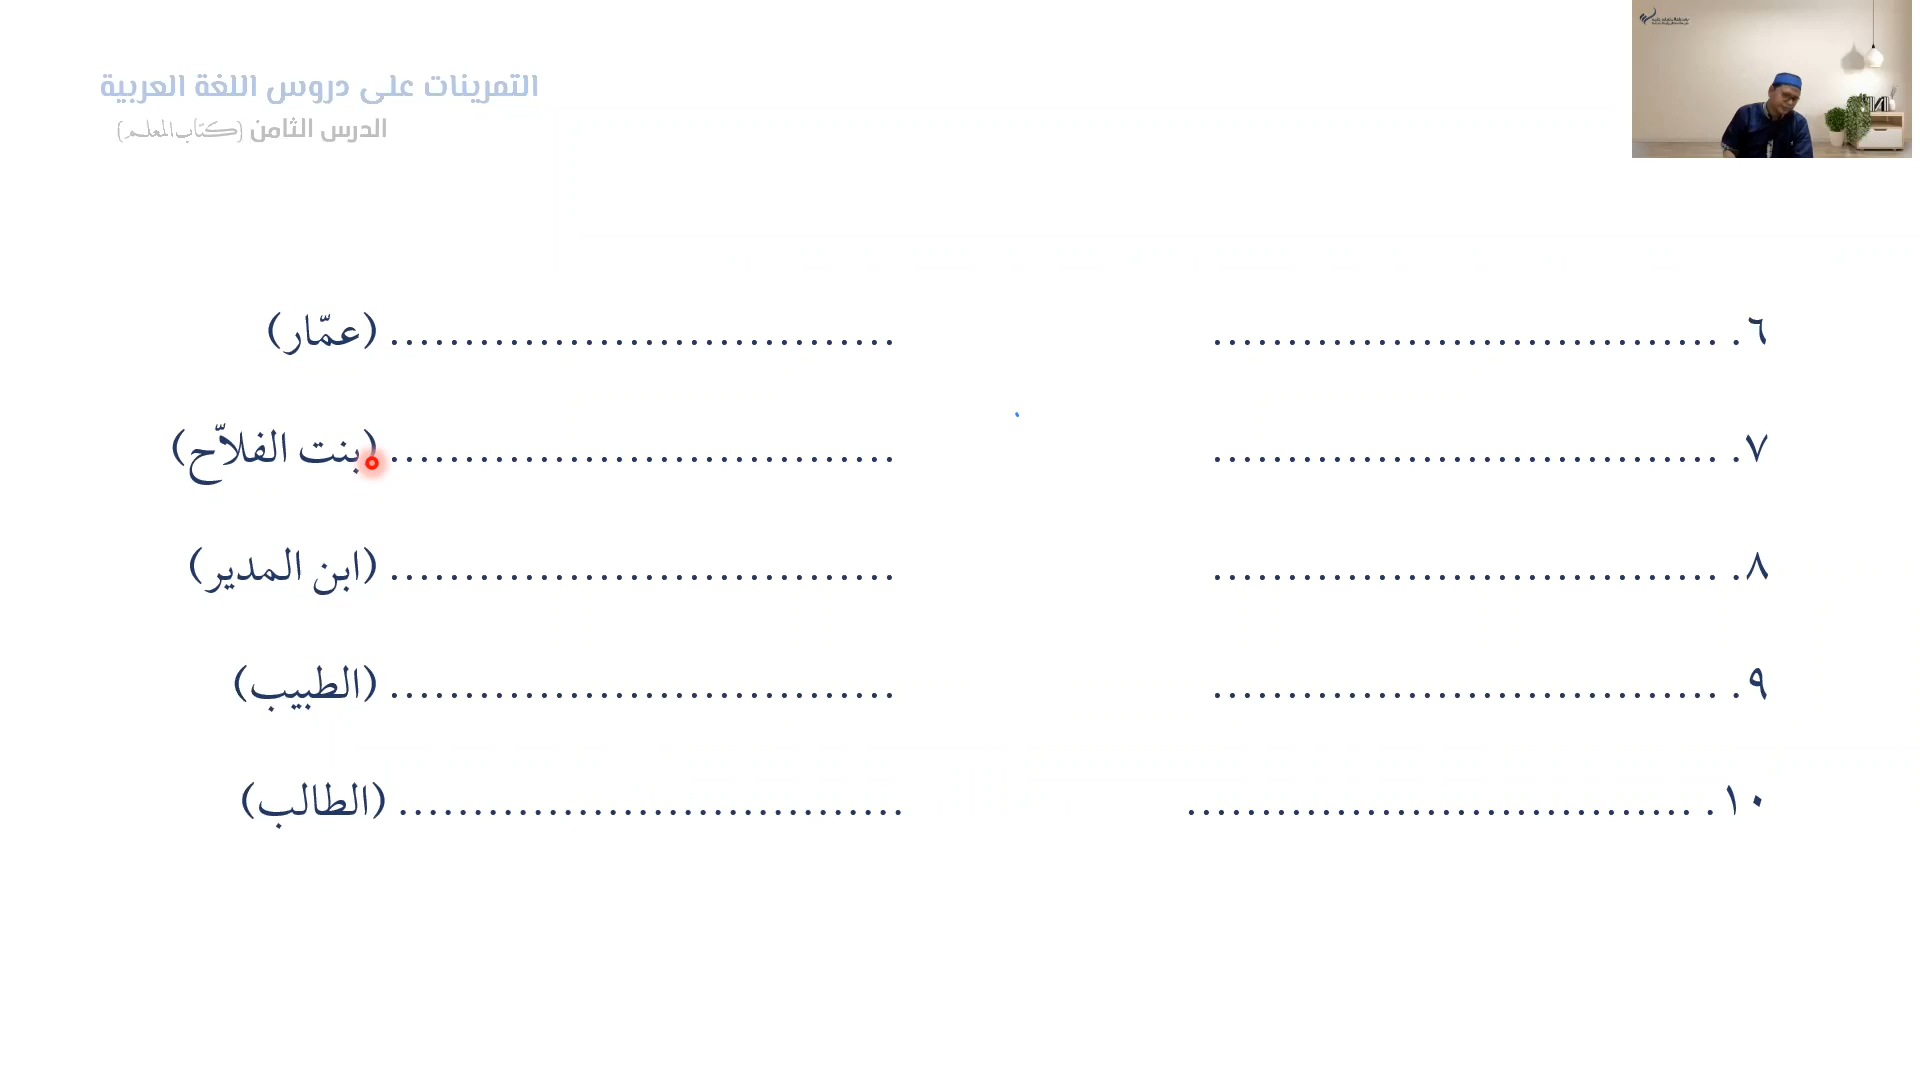 التمرينات على دروس اللغة العربية
الدرس الثامن (كتاب المعلم)
٦. .................................. .................................. (عمّار)
٧. .................................. .................................. (بنت الفلاّح)
٨. .................................. .................................. (ابن المدير)
٩. .................................. .................................. (الطبيب)
١٠. .................................. .................................. (الطالب)